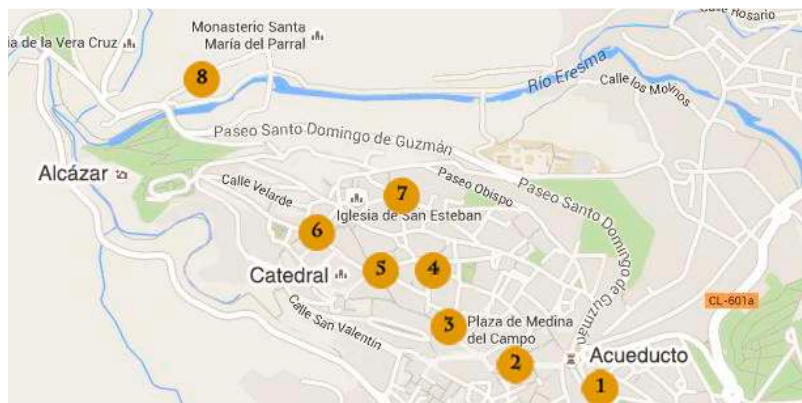 Calle Rosario
Monasterio Santa
María del Parral
ia de la Vera Cruz
8
Río Eresma
Calle los Molinos
Paseo Santo Domingo de Guzmán
Alcázar
Calle Velarde
7
Paseo Obispo
Paseo Santo Domingo de Guzmán
Iglesia de San Esteban
6
Catedral
5
4
CL-601a
Calle San Valentín
3
Plaza de Medina
del Campo
2
Acueducto
1